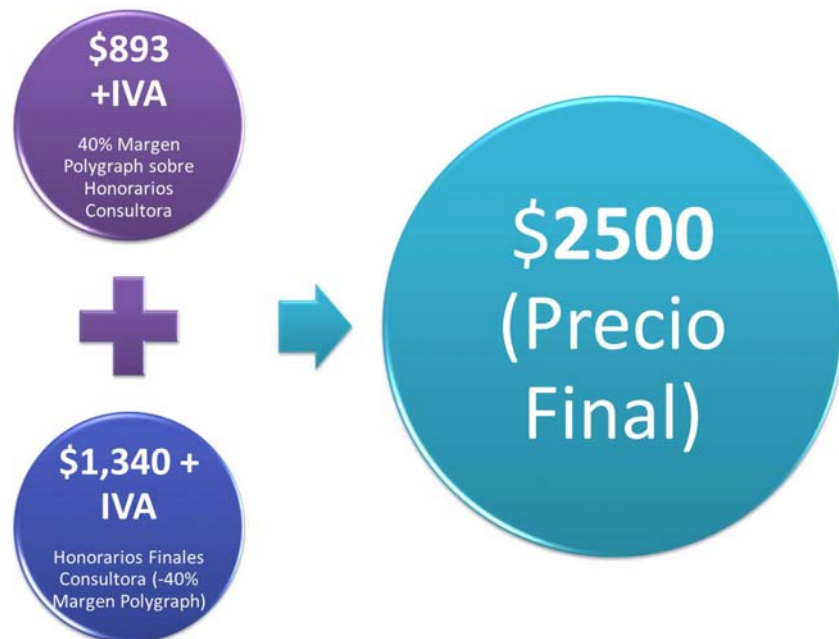 $893
+IVA
40% Margen
Polygraph sobre
Honorarios
Consultora
$1,340 +
IVA
Honorarios Finales
Consultora (-40%
Margen Polygraph)
$2500
(Precio
Final)